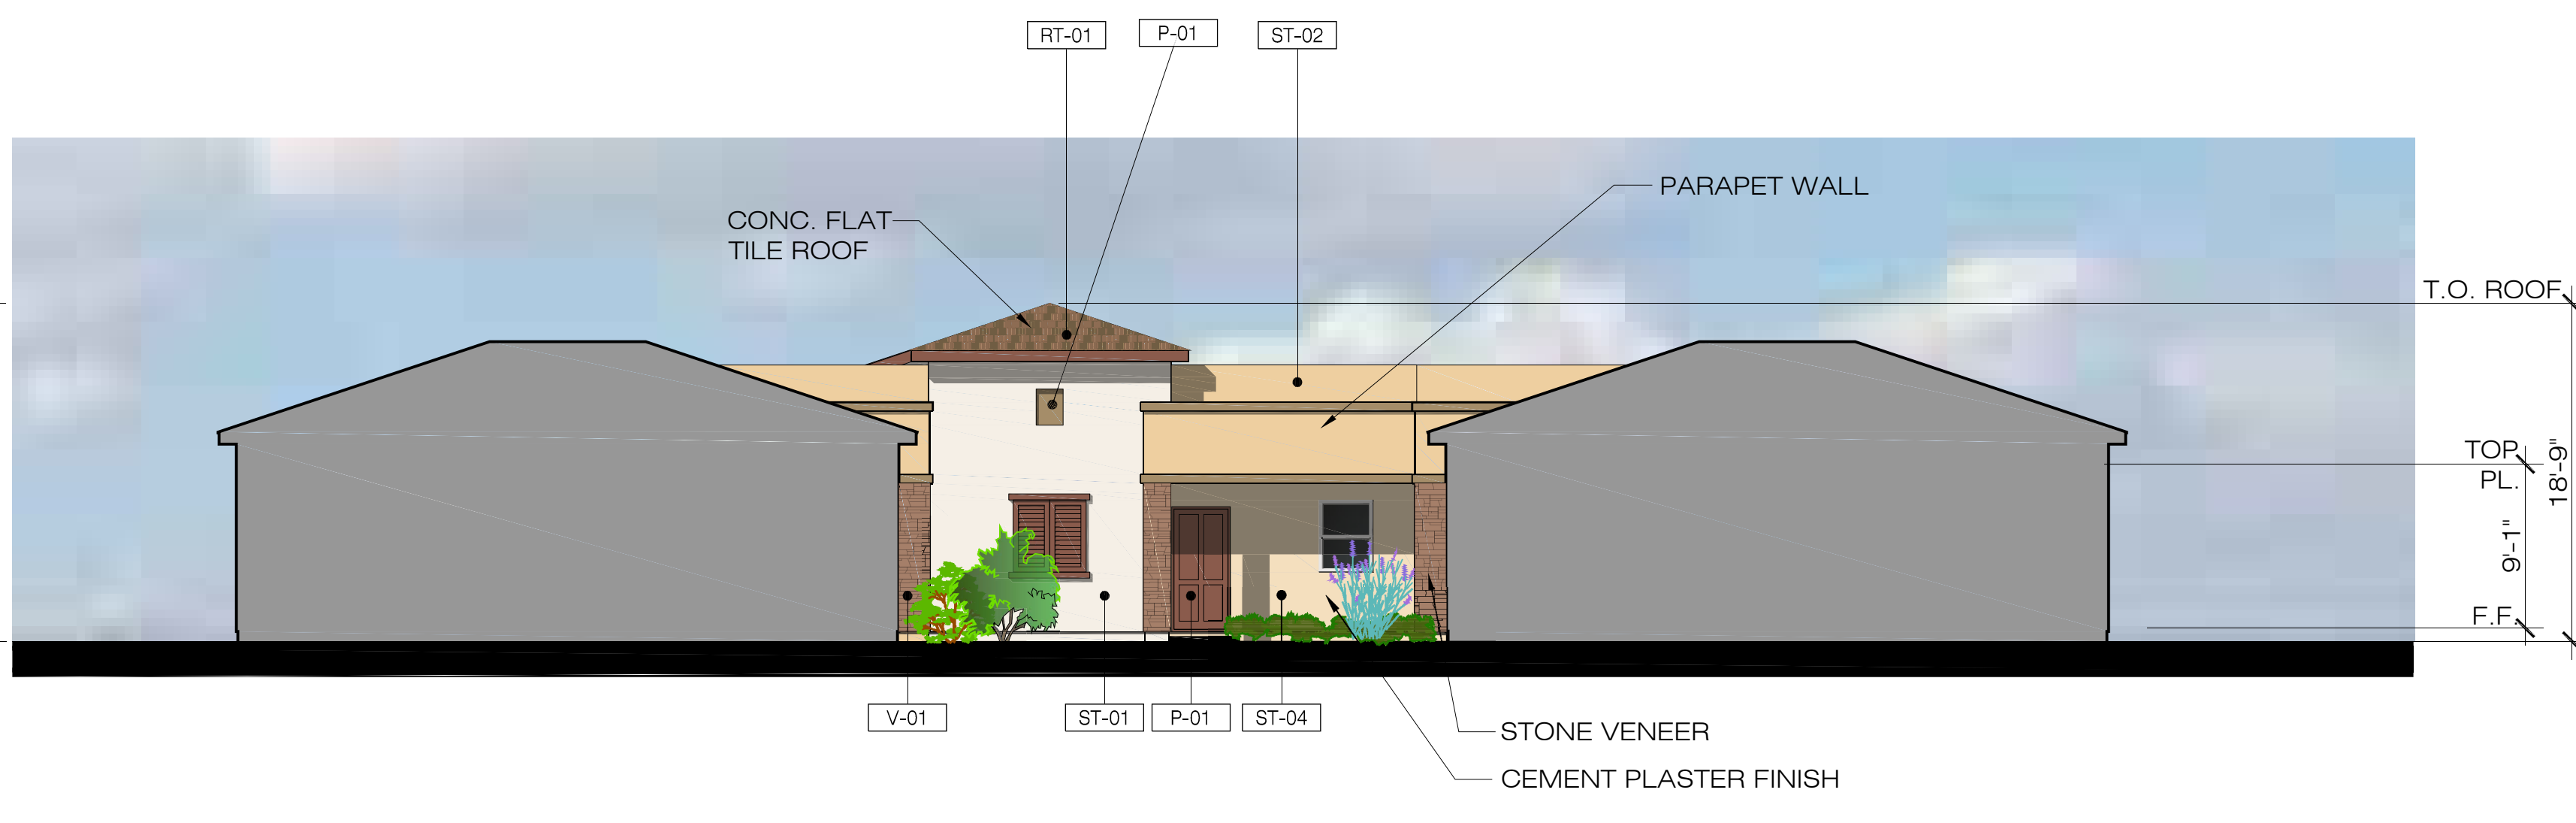 RT-01
P-01
ST-02
PARAPET WALL
CONC. FLAT
TILE ROOF
T.O. ROOF
TOP
PL.
18'-9"
9'-1"
F.F.
V-01
ST-01
P-01
ST-04
STONE VENEER
CEMENT PLASTER FINISH